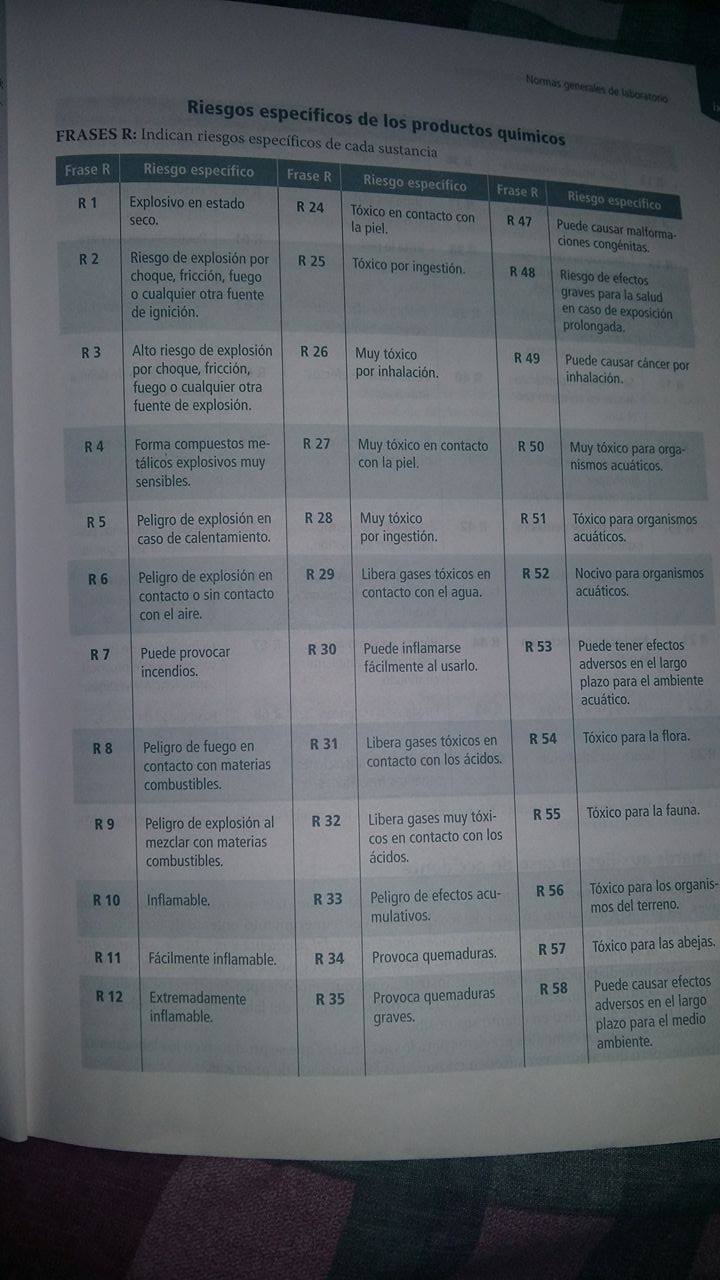 Normas generales de laboratorio
Riesgos específicos de los productos químicos
FRASES R: Indican riesgos específicos de cada sustancia
Frase R Riesgo específico Frase R Riesgo específico Frase R Riesgo específico
R 1 Explosivo en estado
seco.
R 2 Riesgo de explosión por
choque, fricción, fuego
o cualquier otra fuente
de ignición.
R 3 Alto riesgo de explosión
por choque, fricción,
fuego o cualquier otra
fuente de explosión.
R 4 Forma compuestos me-
tálicos explosivos muy
sensibles.
R 5 Peligro de explosión en
caso de calentamiento.
R 6 Peligro de explosión en
contacto o sin contacto
con el aire.
R 7 Puede provocar
incendios.
R 8 Peligro de fuego en
contacto con materias
combustibles.
R 9 Peligro de explosión al
mezclar con materias
combustibles.
R 10 Inflamable.
R 11 Fácilmente inflamable.
R 12 Extremadamente
inflamable.
R 24 Tóxico en contacto con
la piel.
R 25 Tóxico por ingestión.
R 26 Muy tóxico
por inhalación.
R 27 Muy tóxico en contacto
con la piel.
R 28 Muy tóxico
por ingestión.
R 29 Libera gases tóxicos en
contacto con el agua.
R 30 Puede inflamarse
fácilmente al usarlo.
R 31 Libera gases tóxicos en
contacto con los ácidos.
R 32 Libera gases muy tóxi-
cos en contacto con los
ácidos.
R 33 Peligro de efectos acu-
mulativos.
R 34 Provoca quemaduras.
R 35 Provoca quemaduras
graves.
R 47 Puede causar malforma-
ciones congénitas.
R 48 Riesgo de efectos
graves para la salud
en caso de exposición
prolongada.
R 49 Puede causar cáncer por
inhalación.
R 50 Muy tóxico para orga-
nismos acuáticos.
R 51 Tóxico para organismos
acuáticos.
R 52 Nocivo para organismos
acuáticos.
R 53 Puede tener efectos
adversos en el largo
plazo para el ambiente
acuático.
R 54 Tóxico para la flora.
R 55 Tóxico para la fauna.
R 56 Tóxico para los organis-
mos del terreno.
R 57 Tóxico para las abejas.
R 58 Puede causar efectos
adversos en el largo
plazo para el medio
ambiente.